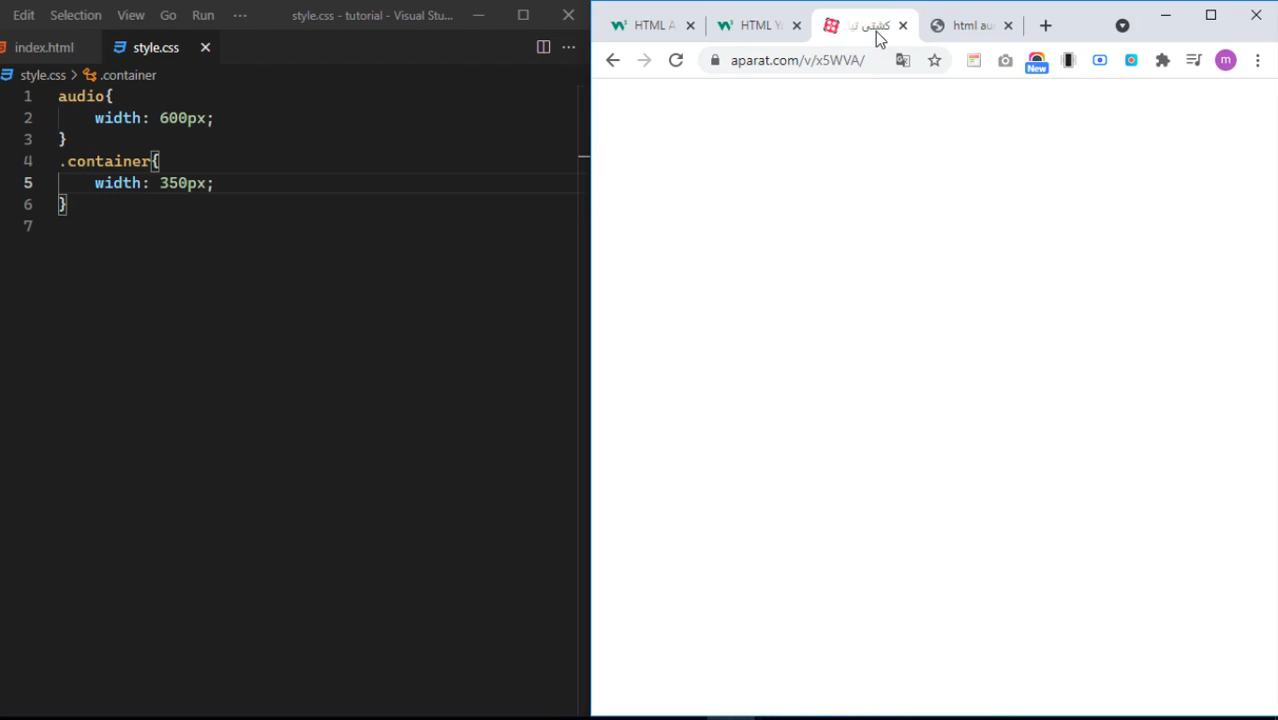 Edit Selection View Go Run ··· style.css - tutorial - Visual Stu...
index.html style.css
style.css > .container
1 audio{
2 width: 600px;
3 }
4 .container{
5 width: 350px;
6 }
7
HTML A HTML Y کشتی html au
aparat.com/v/x5WVA/
New
m